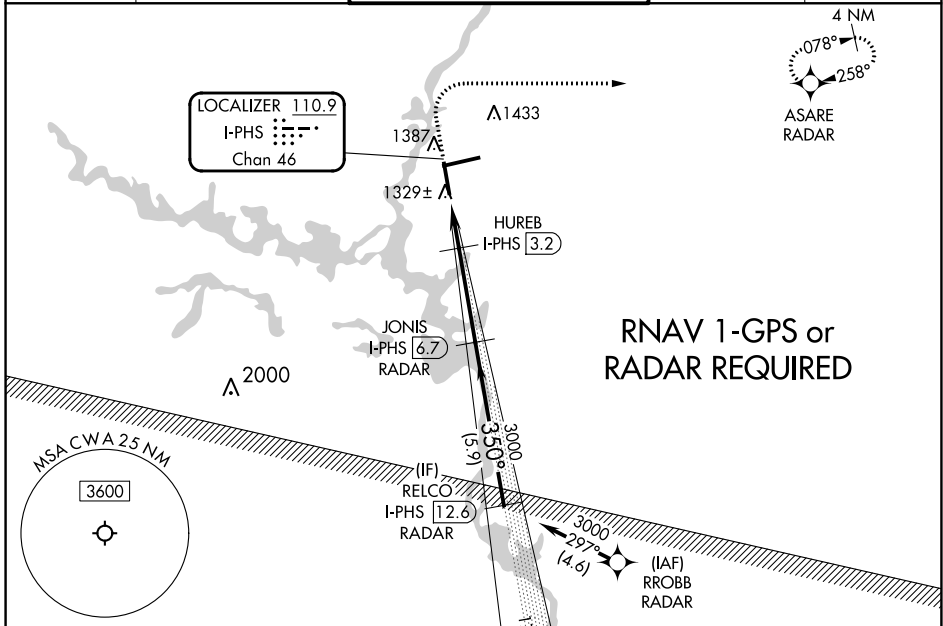 4 NM
078°
258°
ASARE
RADAR
LOCALIZER 110.9
I-PHS
Chan 46
1433
1387
1329±
HUREB
I-PHS 3.2
JONIS
I-PHS 6.7
RADAR
RNAV 1-GPS or
RADAR REQUIRED
2000
MSA CWA 25 NM
3600
3000
350°
(5.9)
(IF)
RELCO
I-PHS 12.6
RADAR
3000
297°
(4.6)
(IAF)
RROBB
RADAR